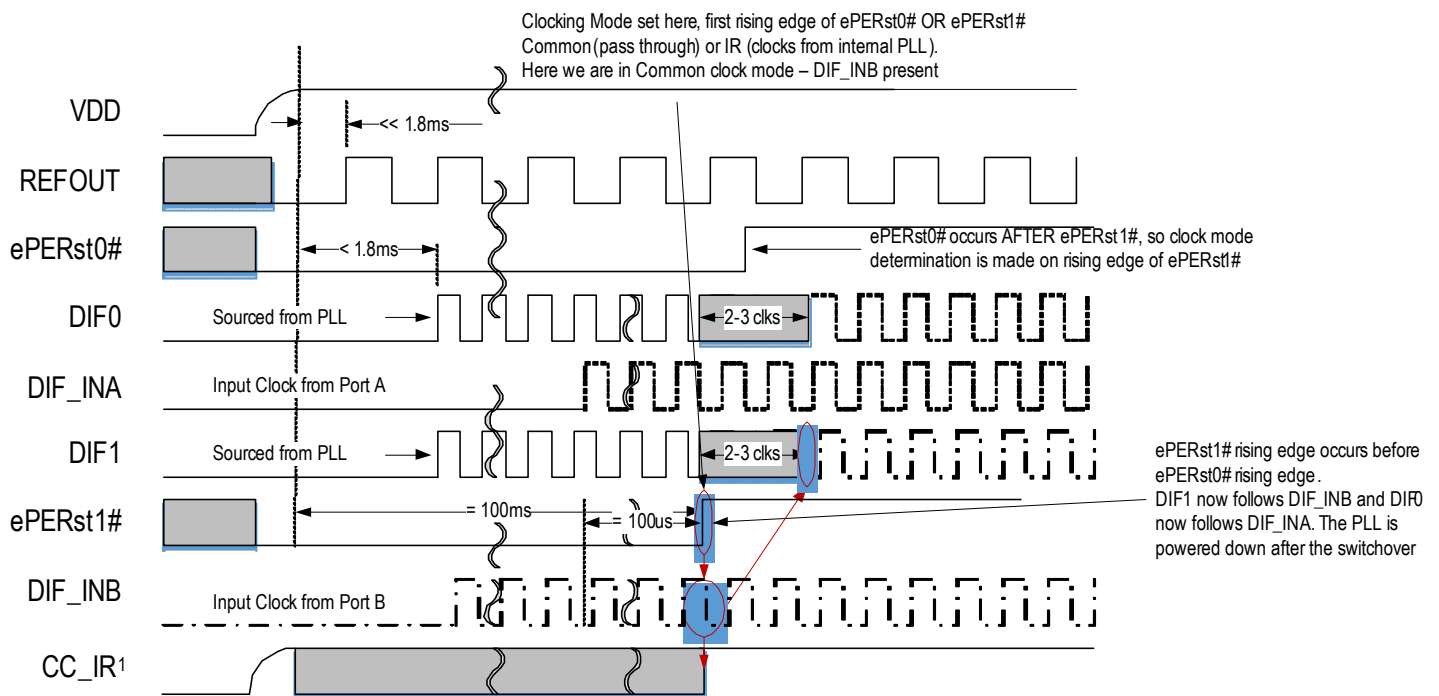 Clocking Mode set here, first rising edge of ePERst0# OR ePERst1#
Common (pass through) or IR (clocks from internal PLL).
Here we are in Common clock mode – DIF_INB present
VDD
<< 1.8ms
REFOUT
ePERst0#
< 1.8ms
ePERst0# occurs AFTER ePERst1#, so clock mode
determination is made on rising edge of ePERst1#
DIF0
Sourced from PLL
2-3 clks
DIF_INA
Input Clock from Port A
DIF1
Sourced from PLL
2-3 clks
ePERst1# rising edge occurs before
ePERst0# rising edge.
DIF1 now follows DIF_INB and DIF0
now follows DIF_INA. The PLL is
powered down after the switchover
ePERst1#
= 100ms
= 100us
DIF_INB
Input Clock from Port B
CC_IR¹